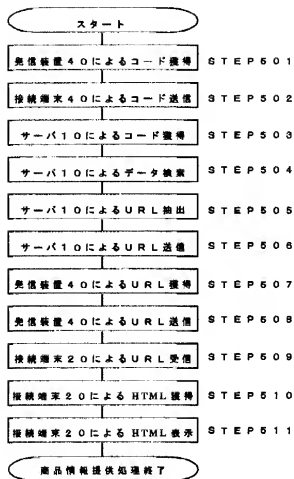 スタート
発信装置40によるコード獲得 STEP501
接続端末40によるコード送信 STEP502
サーバ10によるコード獲得 STEP503
サーバ10によるデータ検索 STEP504
サーバ10によるURL抽出 STEP505
サーバ10によるURL送信 STEP506
発信装置40によるURL獲得 STEP507
発信装置40によるURL送信 STEP508
接続端末20によるURL受信 STEP509
接続端末20によるHTML獲得 STEP510
接続端末20によるHTML表示 STEP511
商品情報提供処理終了